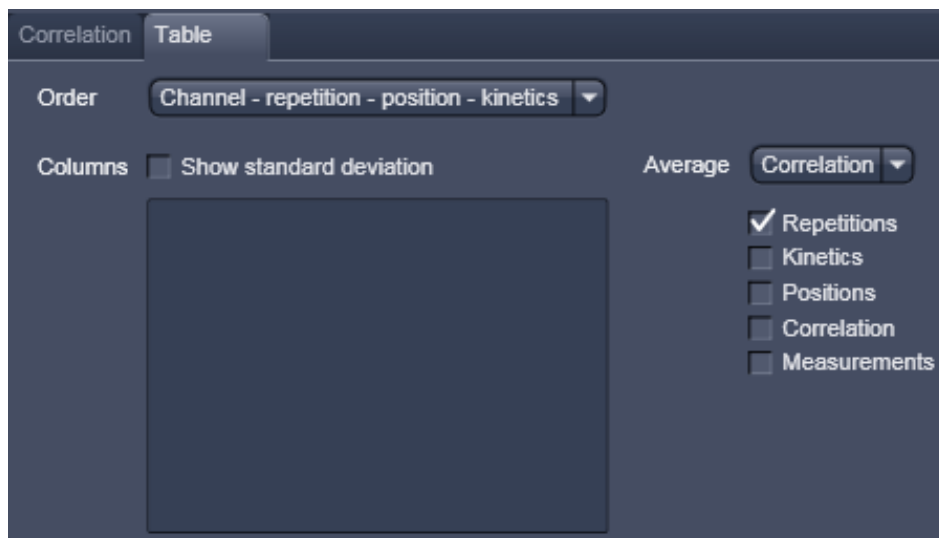 Correlation Table
Order Channel - repetition - position - kinetics
Columns Show standard deviation Average Correlation
Repetitions
Kinetics
Positions
Correlation
Measurements